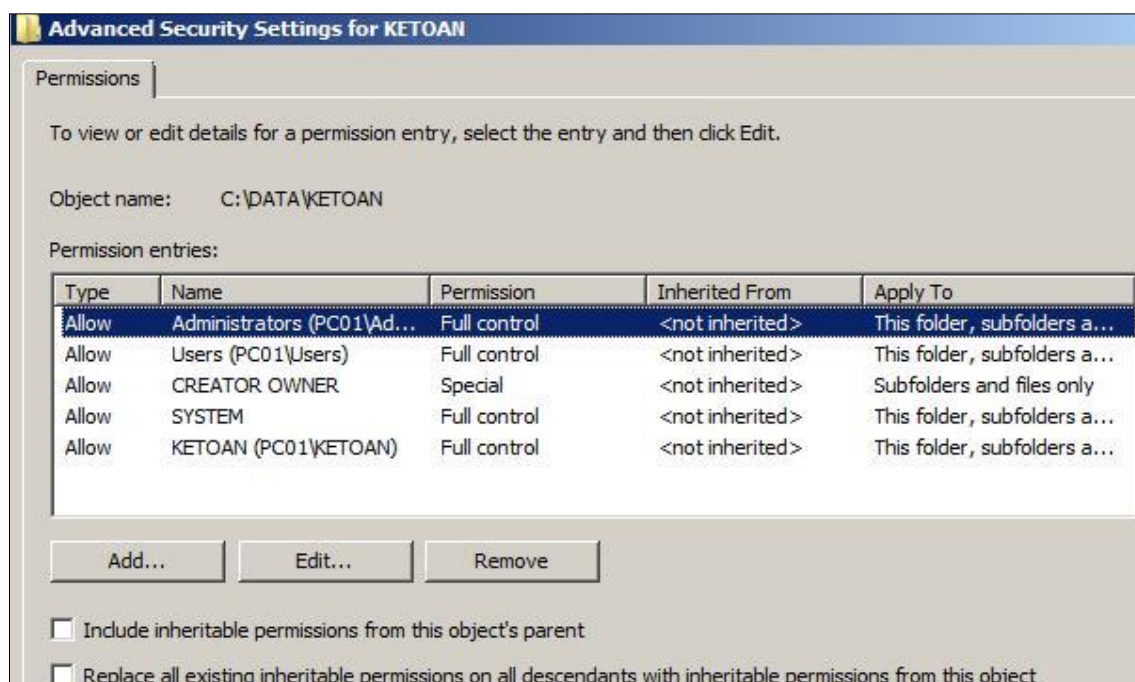 Advanced Security Settings for KETOAN
Permissions
To view or edit details for a permission entry, select the entry and then click Edit.
Object name: C:\DATA\KETOAN
Permission entries:
Type Name Permission Inherited From Apply To
Allow Administrators (PC01\Ad... Full control <not inherited> This folder, subfolders a...
Allow Users (PC01\Users) Full control <not inherited> This folder, subfolders a...
Allow CREATOR OWNER Special <not inherited> Subfolders and files only
Allow SYSTEM Full control <not inherited> This folder, subfolders a...
Allow KETOAN (PC01\KETOAN) Full control <not inherited> This folder, subfolders a...
Add... Edit... Remove
Include inheritable permissions from this object's parent
Replace all existing inheritable permissions on all descendants with inheritable permissions from this object